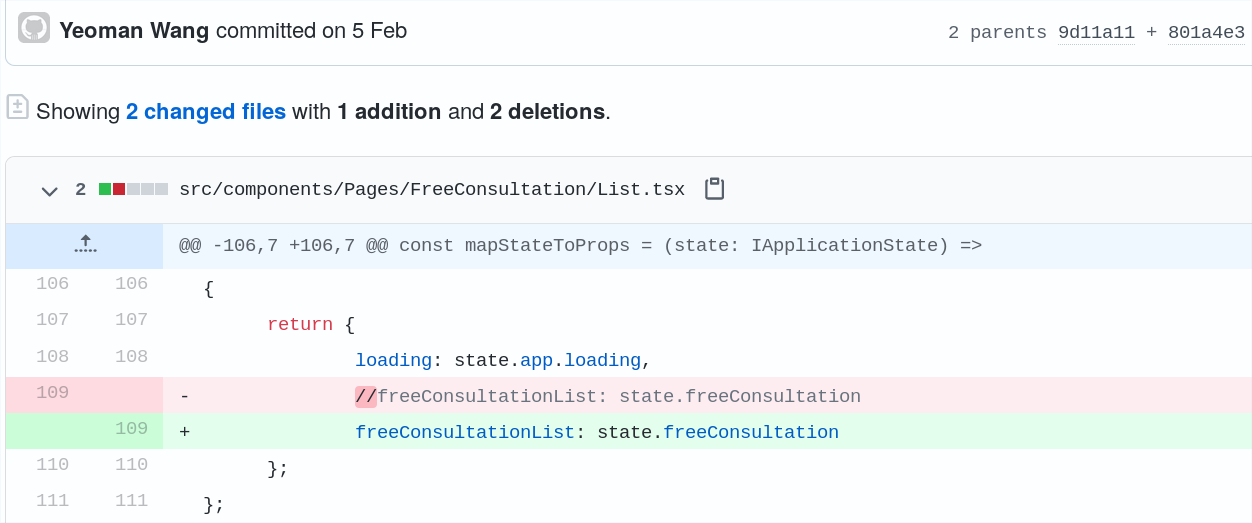 Yeoman Wang committed on 5 Feb 2 parents 9d11a11 + 801a4e3
Showing 2 changed files with 1 addition and 2 deletions.
2 src/components/Pages/FreeConsultation/List.tsx
@@ -106,7 +106,7 @@ const mapStateToProps = (state: IApplicationState) =>
106 106 {
107 107 return {
108 108 loading: state.app.loading,
109 - //freeConsultationList: state.freeConsultation
109 + freeConsultationList: state.freeConsultation
110 110 };
111 111 };